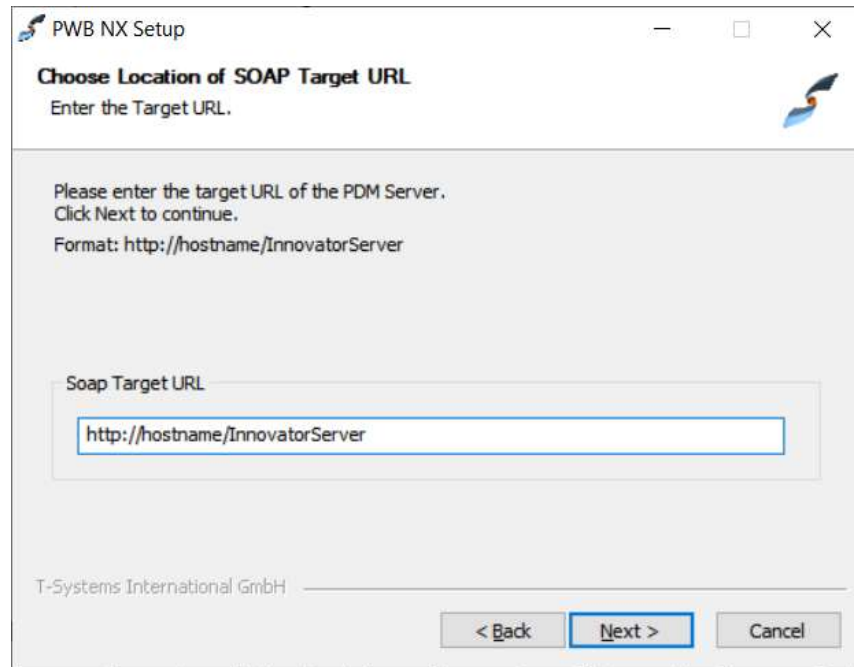 PWB NX Setup
Choose Location of SOAP Target URL
Enter the Target URL.
Please enter the target URL of the PDM Server.
Click Next to continue.
Format: http://hostname/InnovatorServer
Soap Target URL
http://hostname/InnovatorServer
T-Systems International GmbH
< Back
Next >
Cancel